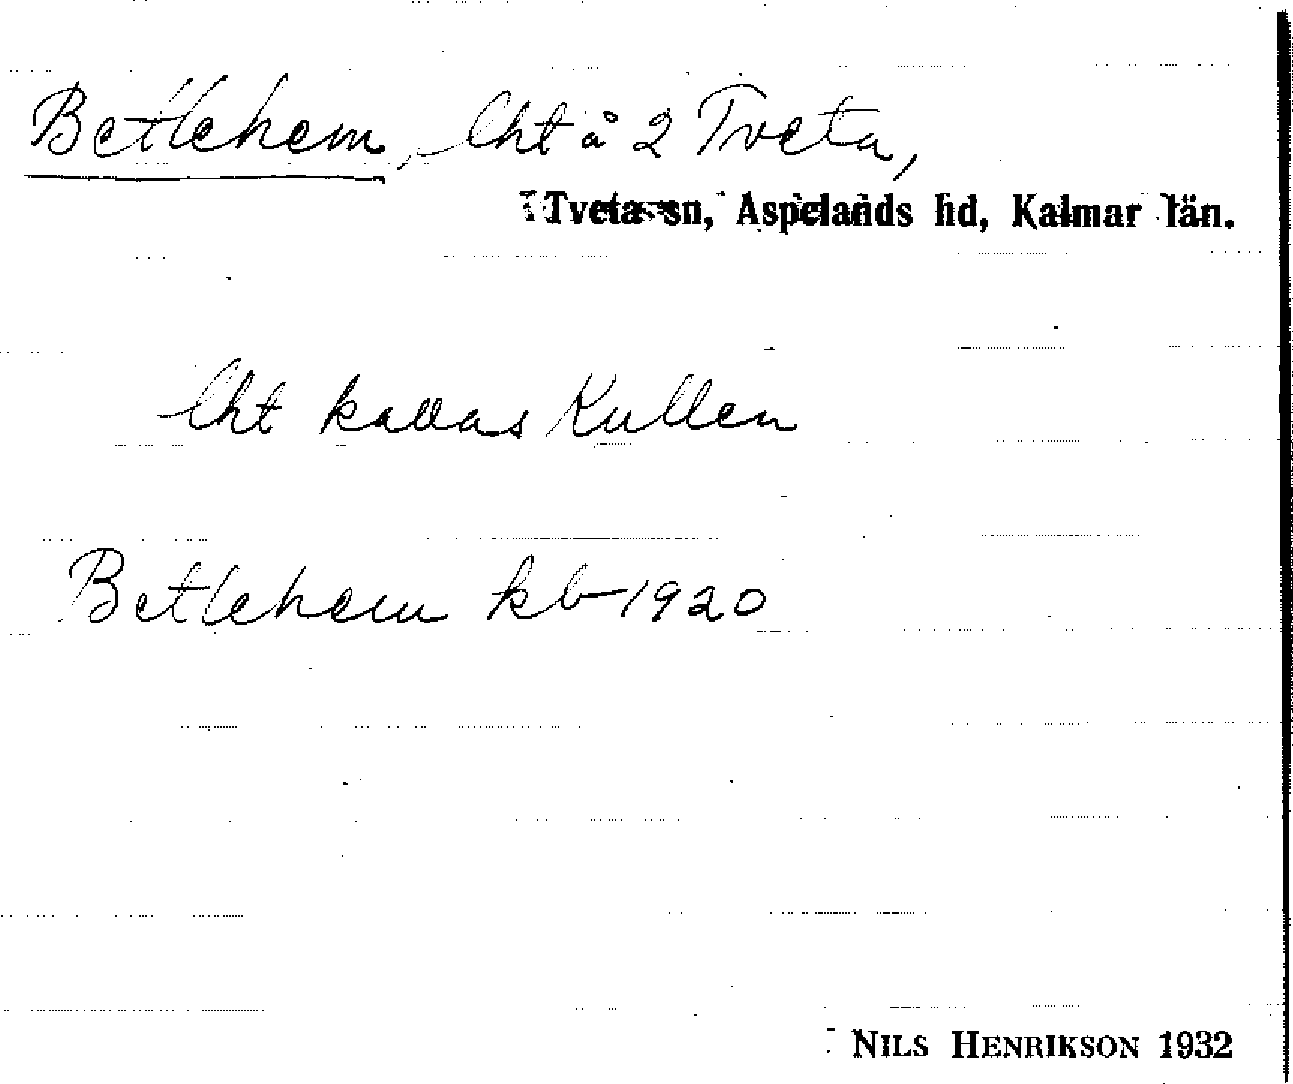 Betlehem, lht å 2 Tveta,
Tveta sn, Aspelands hd, Kalmar län.
lht kallas Kullen
Betlehem kb 1920
NILS HENRIKSON 1932